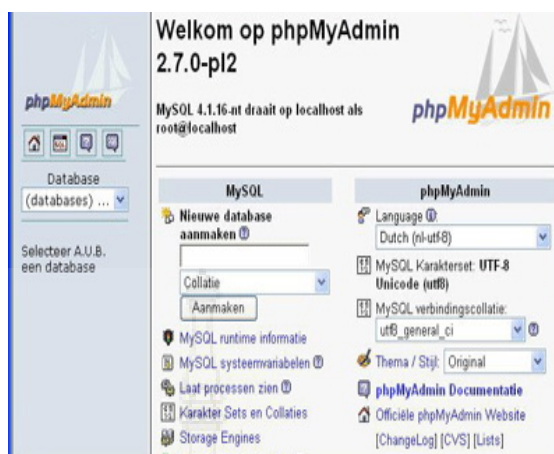 phpMyAdmin
Database
(databases) ...
Selecteer A.U.B.
een database
Welkom op phpMyAdmin
2.7.0-pl2
MySQL 4.1.16-nt draait op localhost als
root@localhost
phpMyAdmin
MySQL
Nieuwe database
aanmaken
Collatie
Aanmaken
MySQL runtime informatie
MySQL systeemvariabelen
Laat processen zien
Karakter Sets en Collaties
Storage Engines
phpMyAdmin
Language
Dutch (nl-utf-8)
MySQL Karakterset: UTF-8
Unicode (utf8)
MySQL verbindingscollatie:
utf8_general_ci
Thema / Stijl: Original
phpMyAdmin Documentatie
Officiële phpMyAdmin Website
[ChangeLog] [CVS] [Lists]